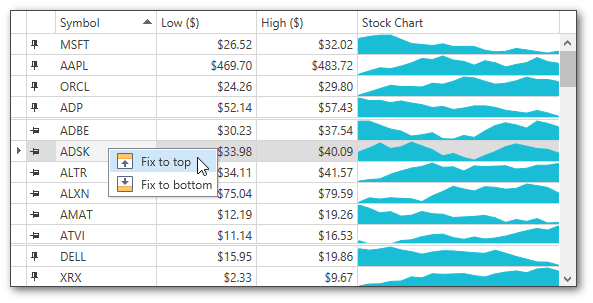 Symbol Low ($) High ($) Stock Chart
MSFT $26.52 $32.02
AAPL $469.70 $483.72
ORCL $24.26 $29.80
ADP $52.14 $57.43
ADBE $30.23 $37.54
ADSK $33.98 $40.09
Fix to top
ALTR $34.11 $41.57
Fix to bottom
ALXN $75.04 $79.59
AMAT $12.19 $19.26
ATVI $11.14 $16.53
DELL $15.95 $19.86
XRX $2.33 $9.67